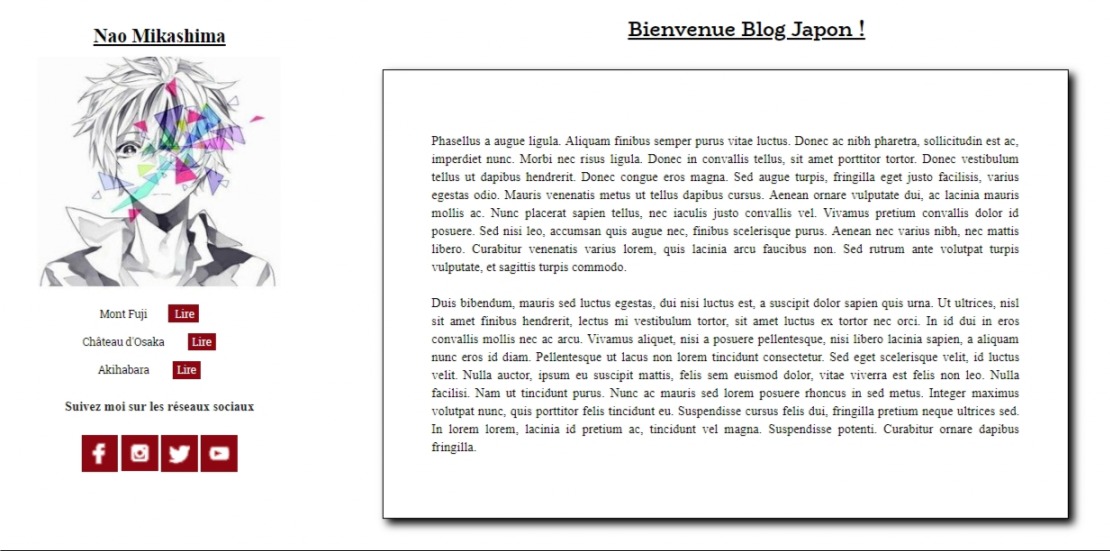 Nao Mikashima
Mont Fuji Lire
Château d'Osaka Lire
Akihabara Lire
Suivez moi sur les réseaux sociaux
Bienvenue Blog Japon !
Phasellus a augue ligula. Aliquam finibus semper purus vitae luctus. Donec ac nibh pharetra, sollicitudin est ac,
imperdiet nunc. Morbi nec risus ligula. Donec in convallis tellus, sit amet porttitor tortor. Donec vestibulum
tellus ut dapibus hendrerit. Donec congue eros magna. Sed augue turpis, fringilla eget justo facilisis, varius
egestas odio. Mauris venenatis metus ut tellus dapibus cursus. Aenean ornare vulputate dui, ac lacinia mauris
mollis ac. Nunc placerat sapien tellus, nec iaculis justo convallis vel. Vivamus pretium convallis dolor id
posuere. Sed nisi leo, accumsan quis augue nec, finibus scelerisque purus. Aenean nec varius nibh, nec mattis
libero. Curabitur venenatis varius lorem, quis lacinia arcu faucibus non. Sed rutrum ante volutpat turpis
vulputate, et sagittis turpis commodo.
Duis bibendum, mauris sed luctus egestas, dui nisi luctus est, a suscipit dolor sapien quis urna. Ut ultrices, nisl
sit amet finibus hendrerit, lectus mi vestibulum tortor, sit amet luctus ex tortor nec orci. In id dui in eros
convallis mollis nec ac arcu. Vivamus aliquet, nisi a posuere pellentesque, nisi libero lacinia sapien, a aliquam
nunc eros id diam. Pellentesque ut lacus non lorem tincidunt consectetur. Sed eget scelerisque velit, id luctus
velit. Nulla auctor, ipsum eu suscipit mattis, felis sem euismod dolor, vitae viverra est felis non leo. Nulla
facilisi. Nam ut tincidunt purus. Nunc ac mauris sed lorem posuere rhoncus in sed metus. Integer maximus
volutpat nunc, quis porttitor felis tincidunt eu. Suspendisse cursus felis dui, fringilla pretium neque ultrices sed.
In lorem lorem, lacinia id pretium ac, tincidunt vel magna. Suspendisse potenti. Curabitur ornare dapibus
fringilla.